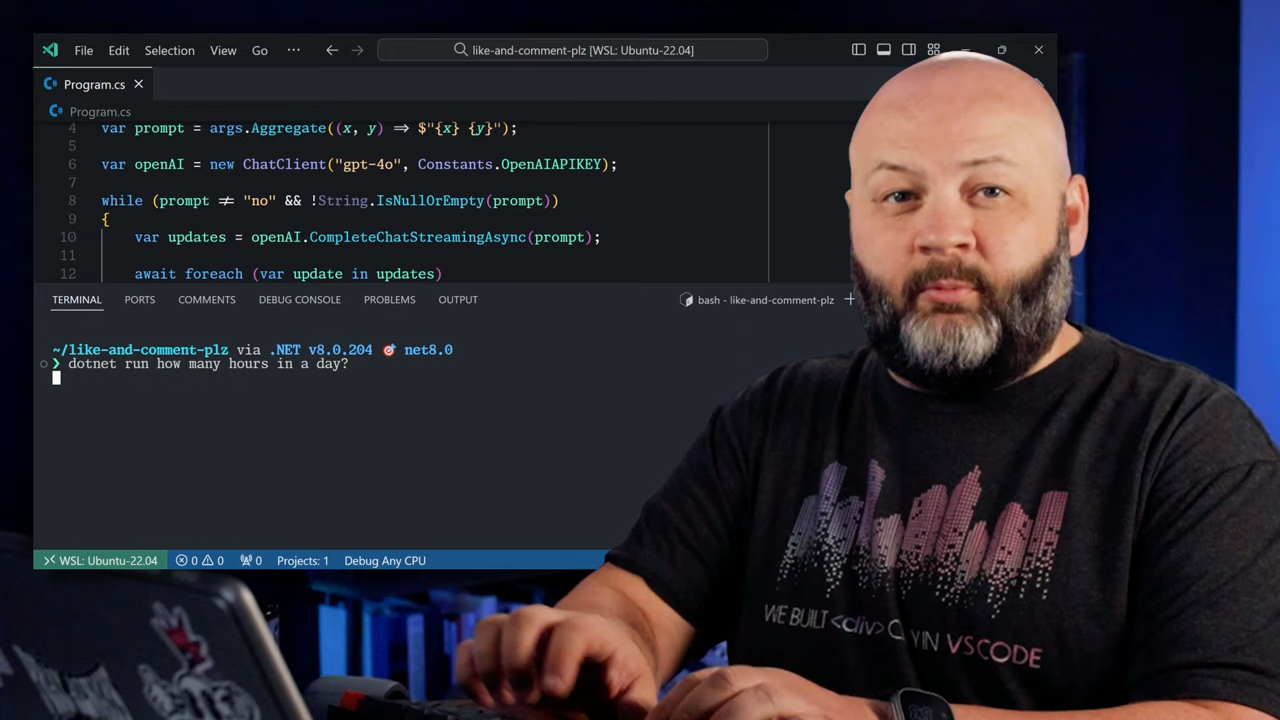 File Edit Selection View Go ··· ← → like-and-comment-plz [WSL: Ubuntu-22.04]
Program.cs
Program.cs
4 var prompt = args.Aggregate((x, y) ⇒ $"{x} {y}");
5
6 var openAI = new ChatClient("gpt-4o", Constants.OpenAIAPIKEY);
7
8 while (prompt ≠ "no" && !String.IsNullOrEmpty(prompt))
9 {
10 var updates = openAI.CompleteChatStreamingAsync(prompt);
11
12 await foreach (var update in updates)
TERMINAL PORTS COMMENTS DEBUG CONSOLE PROBLEMS OUTPUT bash - like-and-comment-plz +
~/like-and-comment-plz via .NET v8.0.204 🎯 net8.0
❯ dotnet run how many hours in a day?
WSL: Ubuntu-22.04 0 0 0 Projects: 1 Debug Any CPU
WE BUILT <div> C YIN VSCODE